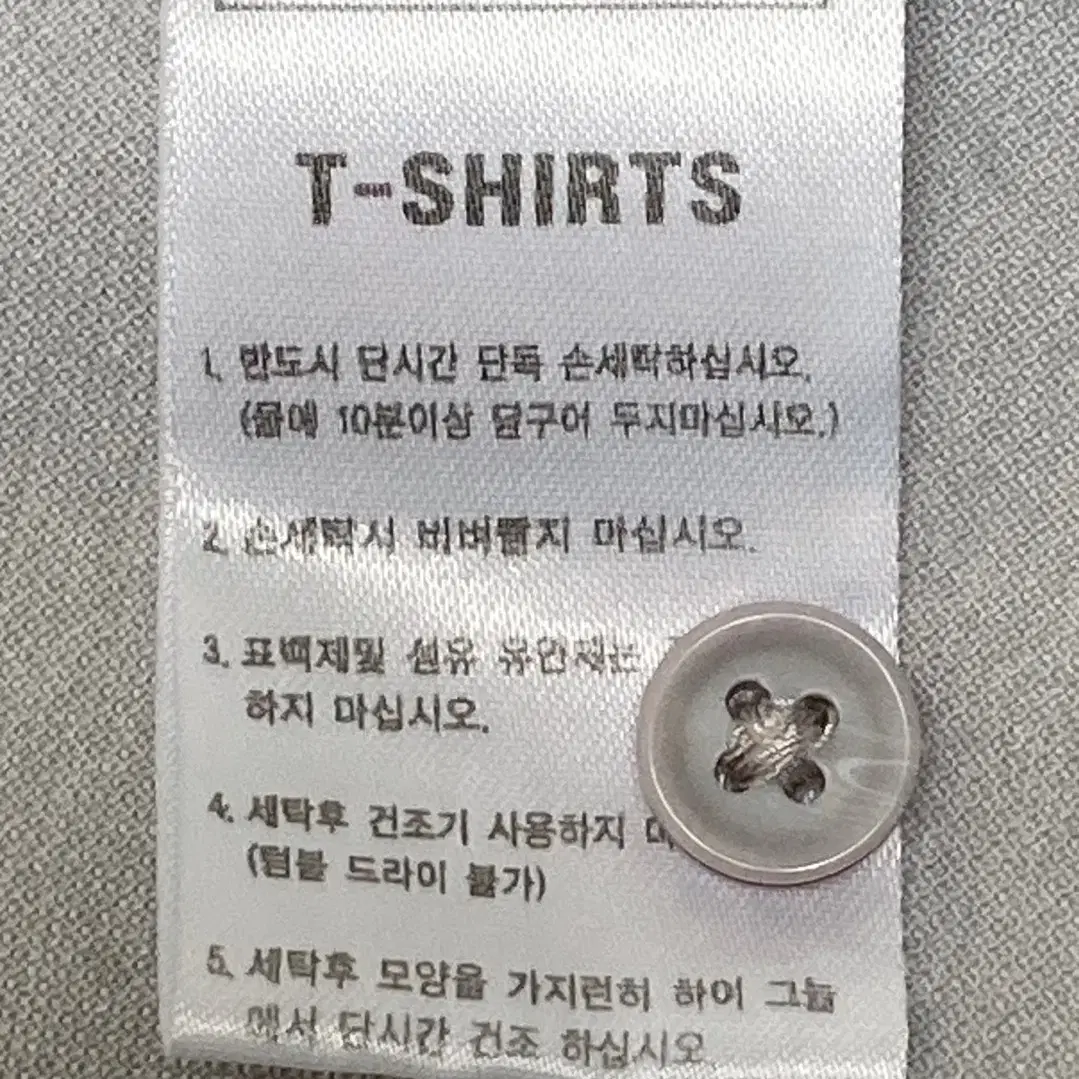 T-SHIRTS
1. 반드시 단시간 단독 손세탁하십시오.
(물에 10분이상 담구어 두지마십시오.)
2. 손세탁시 비벼빨지 마십시오.
3. 표백제및 섬유 유연제는
하지 마십시오.
4. 세탁후 건조기 사용하지
(텀블 드라이 불가)
5. 세탁후 모양을 가지런히 하이 그늘
에서 단시간 건조 하십시오